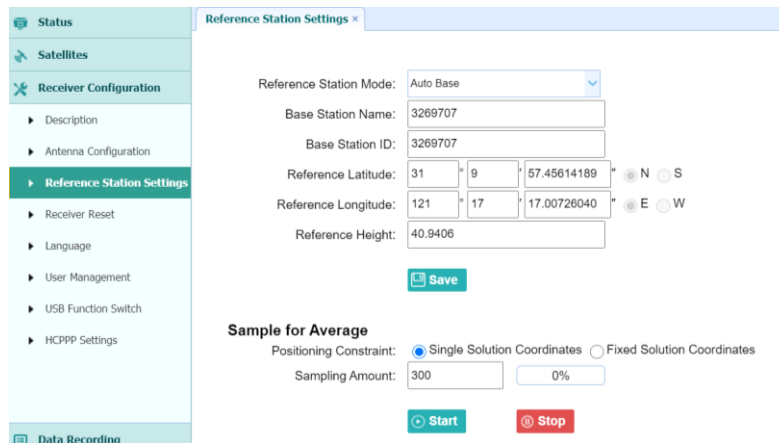 Status
Satellites
Receiver Configuration
Description
Antenna Configuration
Reference Station Settings
Receiver Reset
Language
User Management
USB Function Switch
HCPPP Settings
Data Recording
Reference Station Settings ×
Reference Station Mode: Auto Base
Base Station Name: 3269707
Base Station ID: 3269707
Reference Latitude: 31 ° 9 ' 57.45614189 " N S
Reference Longitude: 121 ° 17 ' 17.00726040 " E W
Reference Height: 40.9406
Save
Sample for Average
Positioning Constraint: Single Solution Coordinates Fixed Solution Coordinates
Sampling Amount: 300 0%
Start Stop